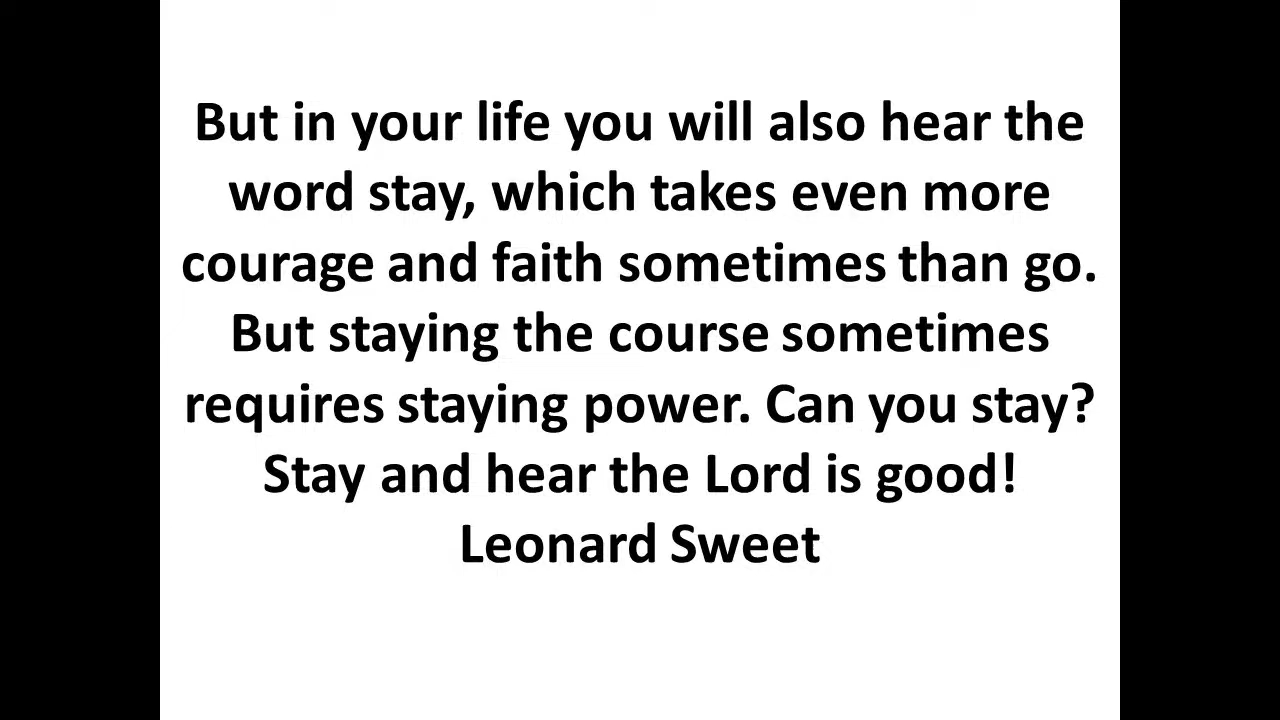 But in your life you will also hear the
word stay, which takes even more
courage and faith sometimes than go.
But staying the course sometimes
requires staying power. Can you stay?
Stay and hear the Lord is good!
Leonard Sweet